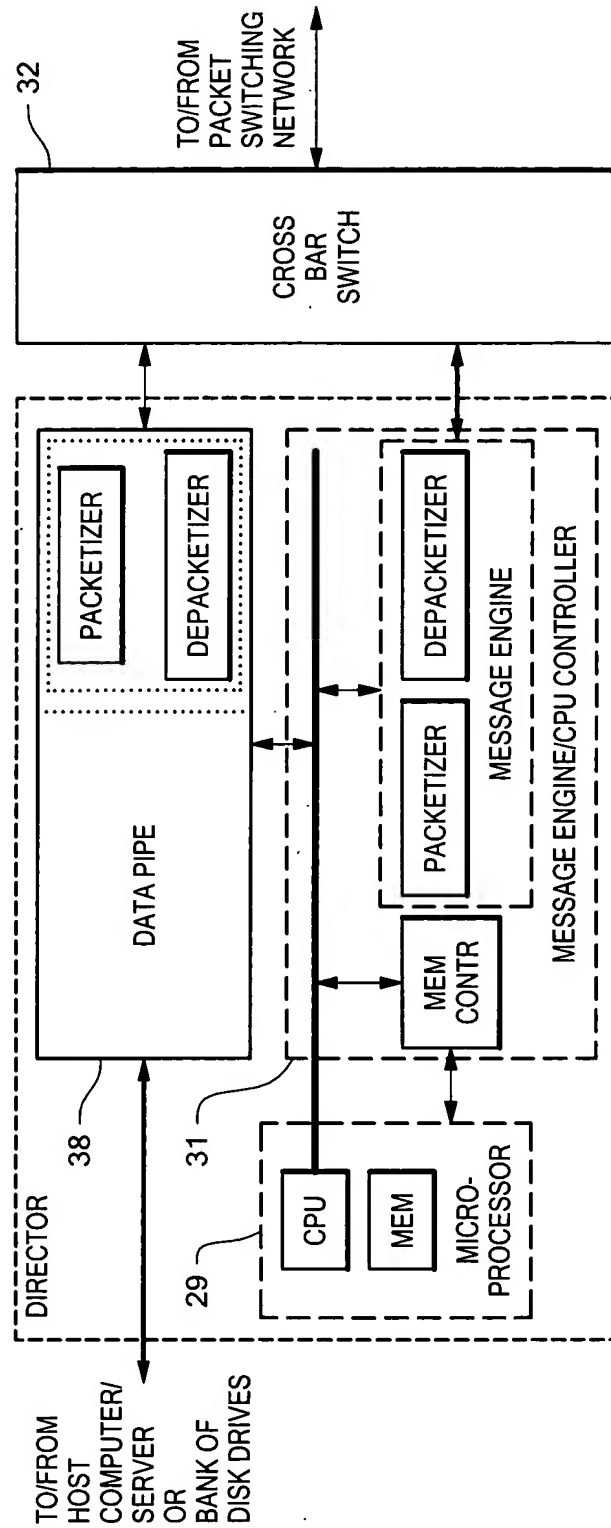 TO/FROM
HOST
COMPUTER/
SERVER
OR
BANK OF
DISK DRIVES
DIRECTOR
38
DATA PIPE
PACKETIZER
DEPACKETIZER
29
CPU
MEM
MICRO-
PROCESSOR
31
MEM
CONTR
PACKETIZER
DEPACKETIZER
MESSAGE ENGINE
MESSAGE ENGINE/CPU CONTROLLER
CROSS
BAR
SWITCH
32
TO/FROM
PACKET
SWITCHING
NETWORK